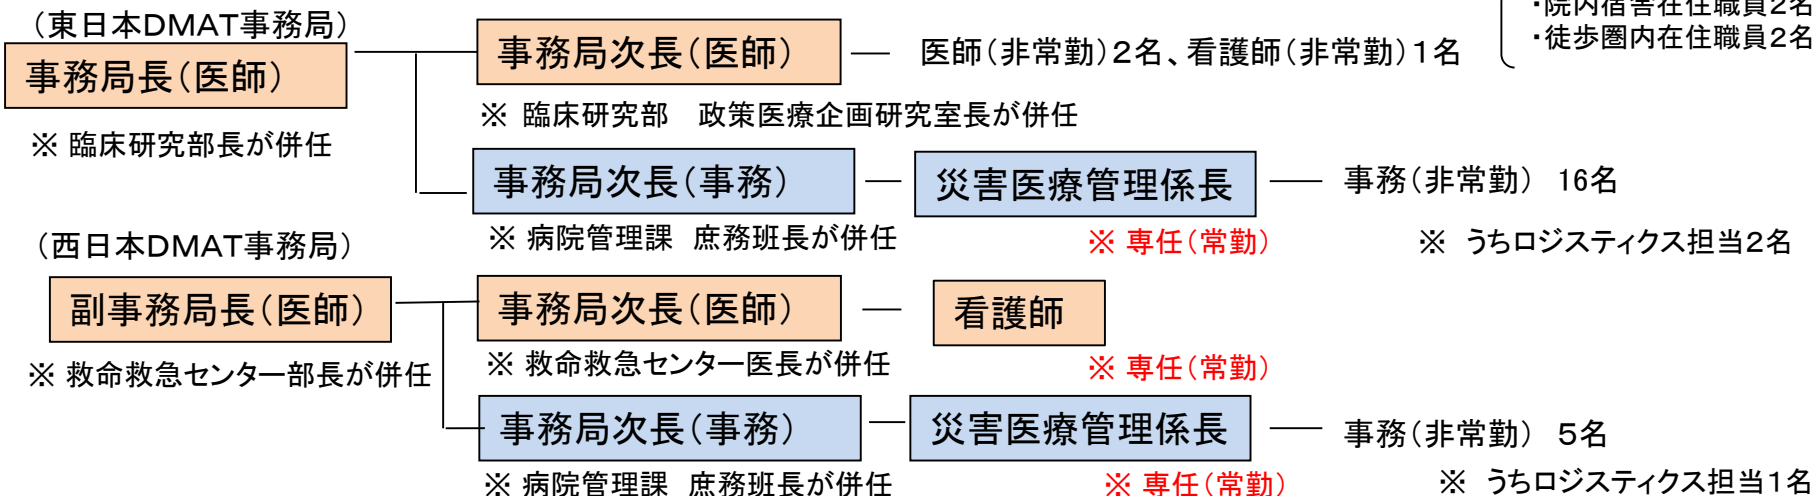 ・院内宿舎在住職員2名
・徒歩圏内在住職員2名
（東日本DMAT事務局）
事務局長（医師）
※ 臨床研究部長が併任
事務局次長（医師）
医師（非常勤）2名、看護師（非常勤）1名
※ 臨床研究部　政策医療企画研究室長が併任
事務局次長（事務）
災害医療管理係長
事務（非常勤） 16名
※ 病院管理課 庶務班長が併任
※ 専任（常勤）
※ うちロジスティクス担当2名
（西日本DMAT事務局）
副事務局長（医師）
※ 救命救急センター部長が併任
事務局次長（医師）
看護師
※ 救命救急センター医長が併任
※ 専任（常勤）
事務局次長（事務）
災害医療管理係長
事務（非常勤） 5名
※ 病院管理課 庶務班長が併任
※ 専任（常勤）
※ うちロジスティクス担当1名